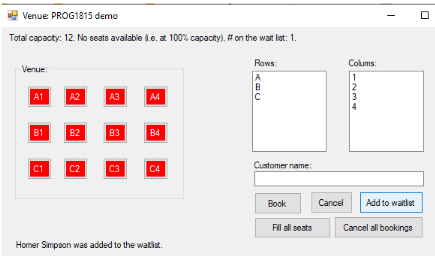 Venue: PROG1815 demo
Total capacity: 12. No seats available (i.e. at 100% capacity), # on the wait list: 1.
Venue:
A1 A2 A3 A4
B1 B2 B3 B4
C1 C2 C3 C4
Rows:
A
B
C
Colums:
1
2
3
4
Customer name:
Book Cancel Add to waitlist
Fill all seats Cancel all bookings
Homer Simpson was added to the waitlist.